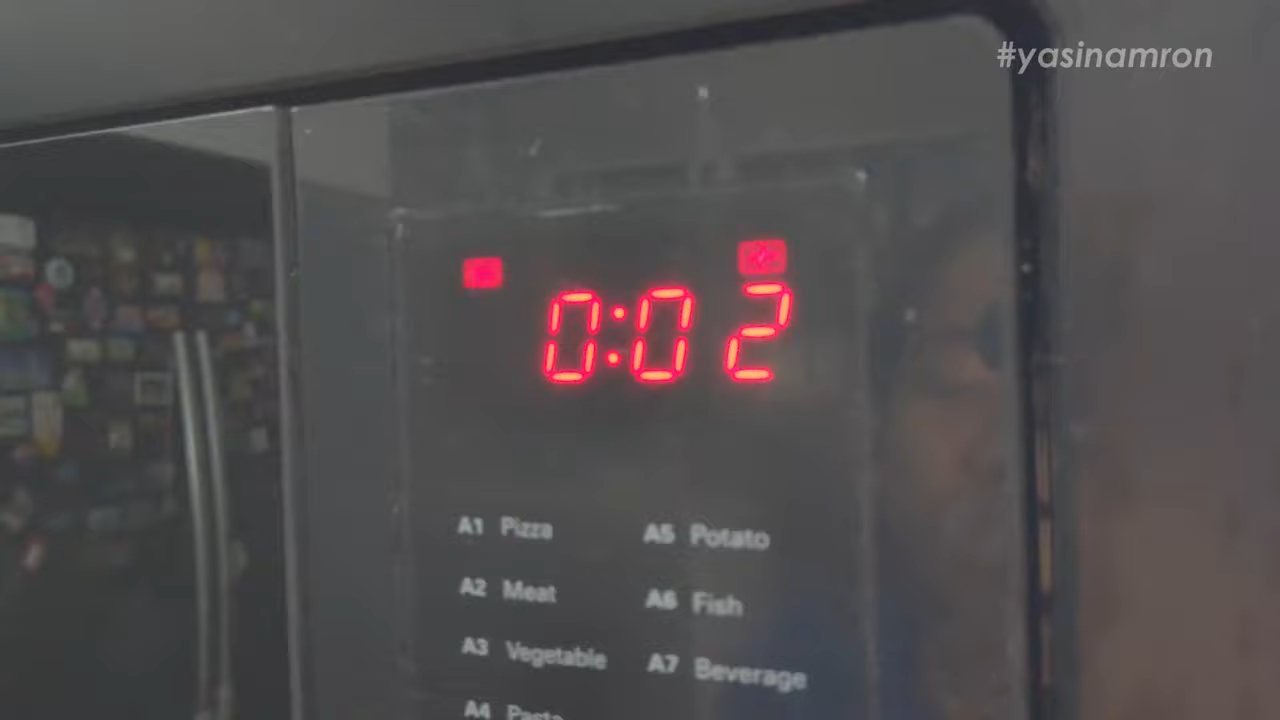 #yasinamron
0:02
A1 Pizza A5 Potato
A2 Meat A6 Fish
A3 Vegetable A7 Beverage
A4 Pasta